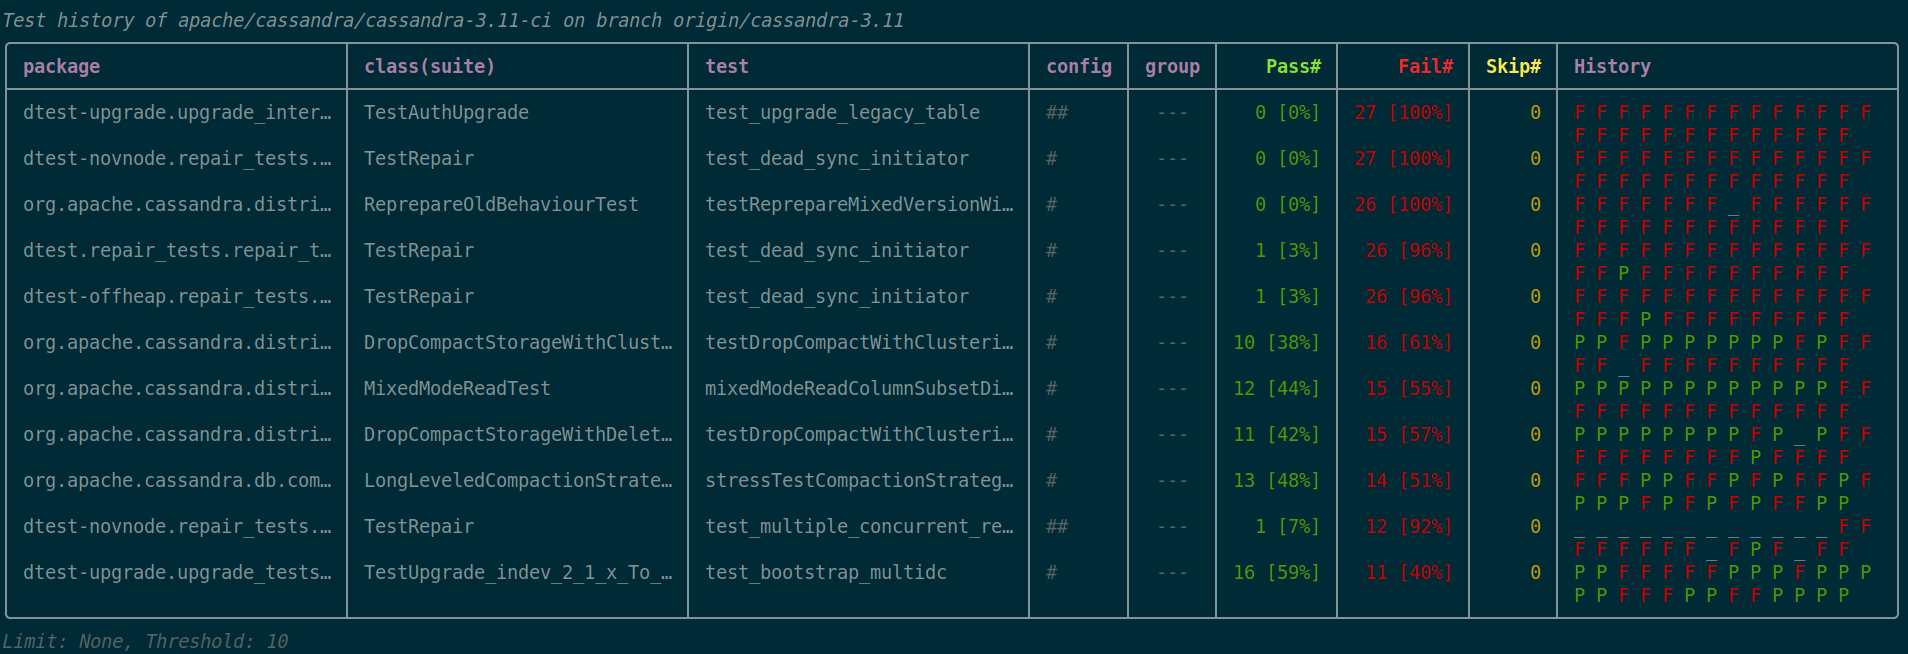 Test history of apache/cassandra/cassandra-3.11-ci on branch origin/cassandra-3.11
package class(suite) test config group Pass# Fail# Skip# History
dtest-upgrade.upgrade_inter… TestAuthUpgrade test_upgrade_legacy_table ## --- 0 [0%] 27 [100%] 0 F F F F F F F F F F F F F F
F F F F F F F F F F F F F
dtest-novnode.repair_tests.… TestRepair test_dead_sync_initiator # --- 0 [0%] 27 [100%] 0 F F F F F F F F F F F F F F
F F F F F F F F F F F F F
org.apache.cassandra.distri… ReprepareOldBehaviourTest testReprepareMixedVersionWi… # --- 0 [0%] 26 [100%] 0 F F F F F F F _ F F F F F F
F F F F F F F F F F F F F
dtest.repair_tests.repair_t… TestRepair test_dead_sync_initiator # --- 1 [3%] 26 [96%] 0 F F F F F F F F F F F F F F
F F P F F F F F F F F F F
dtest-offheap.repair_tests.… TestRepair test_dead_sync_initiator # --- 1 [3%] 26 [96%] 0 F F F F F F F F F F F F F F
F F F P F F F F F F F F F
org.apache.cassandra.distri… DropCompactStorageWithClust… testDropCompactWithClusteri… # --- 10 [38%] 16 [61%] 0 P P F P P P P P P P F P F F
F F _ F F F F F F F F F F
org.apache.cassandra.distri… MixedModeReadTest mixedModeReadColumnSubsetDi… # --- 12 [44%] 15 [55%] 0 P P P P P P P P P P P P F F
F F F F F F F F F F F F F
org.apache.cassandra.distri… DropCompactStorageWithDelet… testDropCompactWithClusteri… # --- 11 [42%] 15 [57%] 0 P P P P P P P P F P _ P F F
F F F F F F F F P F F F F
org.apache.cassandra.db.com… LongLeveledCompactionStrate… stressTestCompactionStrateg… # --- 13 [48%] 14 [51%] 0 F F F P P F F P F P F F P F
P P P F P F P F P F F P P
dtest-novnode.repair_tests.… TestRepair test_multiple_concurrent_re… ## --- 1 [7%] 12 [92%] 0 _ _ _ _ _ _ _ _ _ _ _ _ F F
F F F F F F _ F P F _ F F
dtest-upgrade.upgrade_tests… TestUpgrade_indev_2_1_x_To_… test_bootstrap_multidc # --- 16 [59%] 11 [40%] 0 P P F F F F F P P P F P P P
P P F F F P P F F P P P P
Limit: None, Threshold: 10